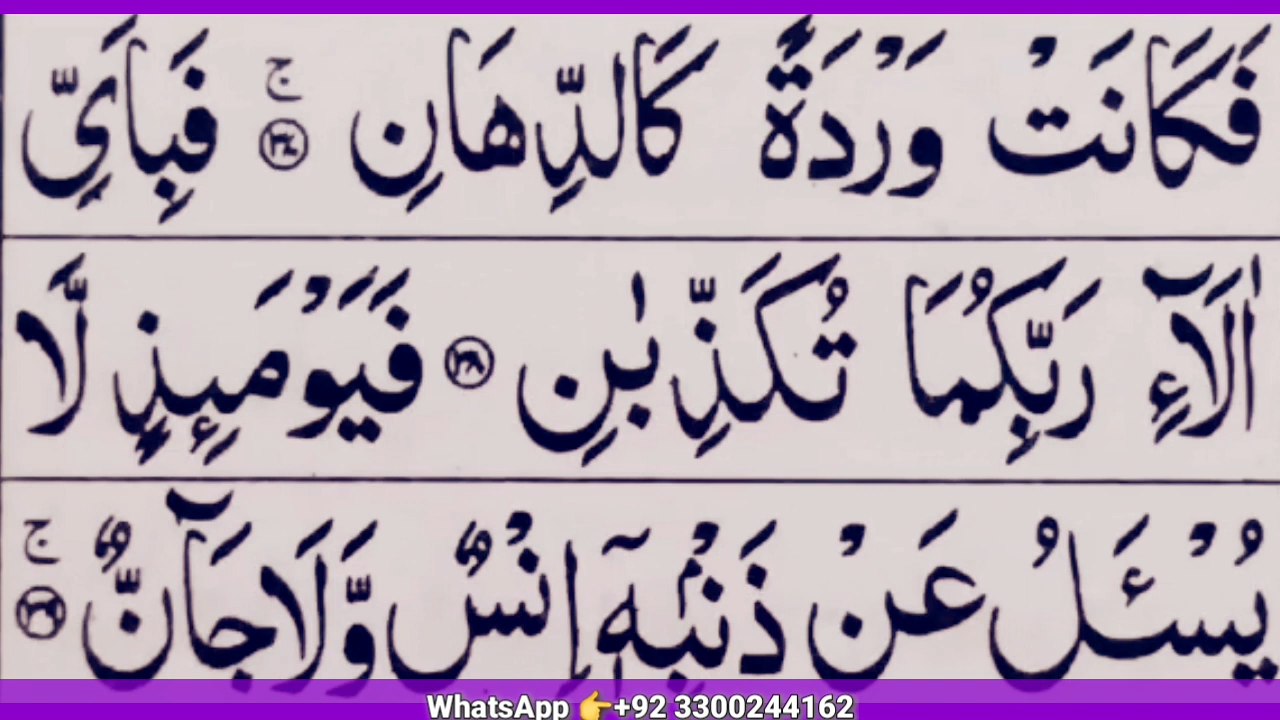 فَكَانَتْ وَرْدَةً كَالدِّهَانِ ۚ ﴿٣٧﴾ فَبِاَىِّ
اٰلَآءِ رَبِّكُمَا تُكَذِّبٰنِ ﴿٣٨﴾ فَيَوْمَىِٕذٍ لَّا
يُسْـَٔلُ عَنْ ذَنْۢبِهٖٓ اِنْسٌ وَّلَا جَآنٌّ ۚ ﴿٣٩﴾
WhatsApp 👉+92 3300244162